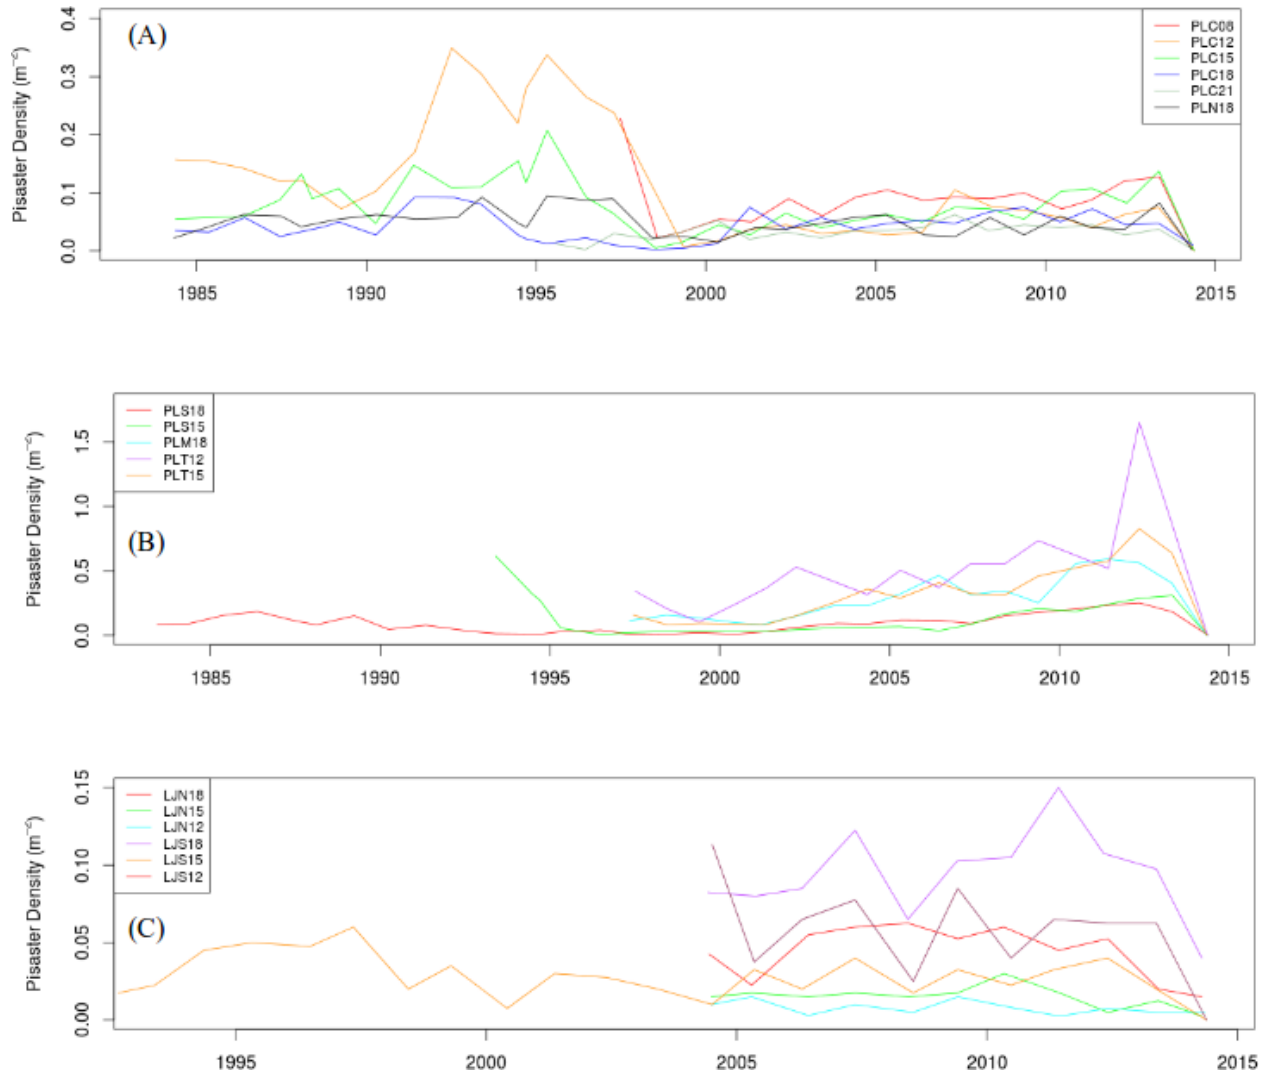 (A)
Pisaster Density (m⁻²)
0.4
0.3
0.2
0.1
0.0
PLC08
PLC12
PLC15
PLC18
PLC21
PLN18
1985 1990 1995 2000 2005 2010 2015
(B)
Pisaster Density (m⁻²)
1.5
1.0
0.5
0.0
PLS18
PLS15
PLM18
PLT12
PLT15
1985 1990 1995 2000 2005 2010 2015
(C)
Pisaster Density (m⁻²)
0.15
0.10
0.05
0.00
LJN18
LJN15
LJN12
LJS18
LJS15
LJS12
1995 2000 2005 2010 2015